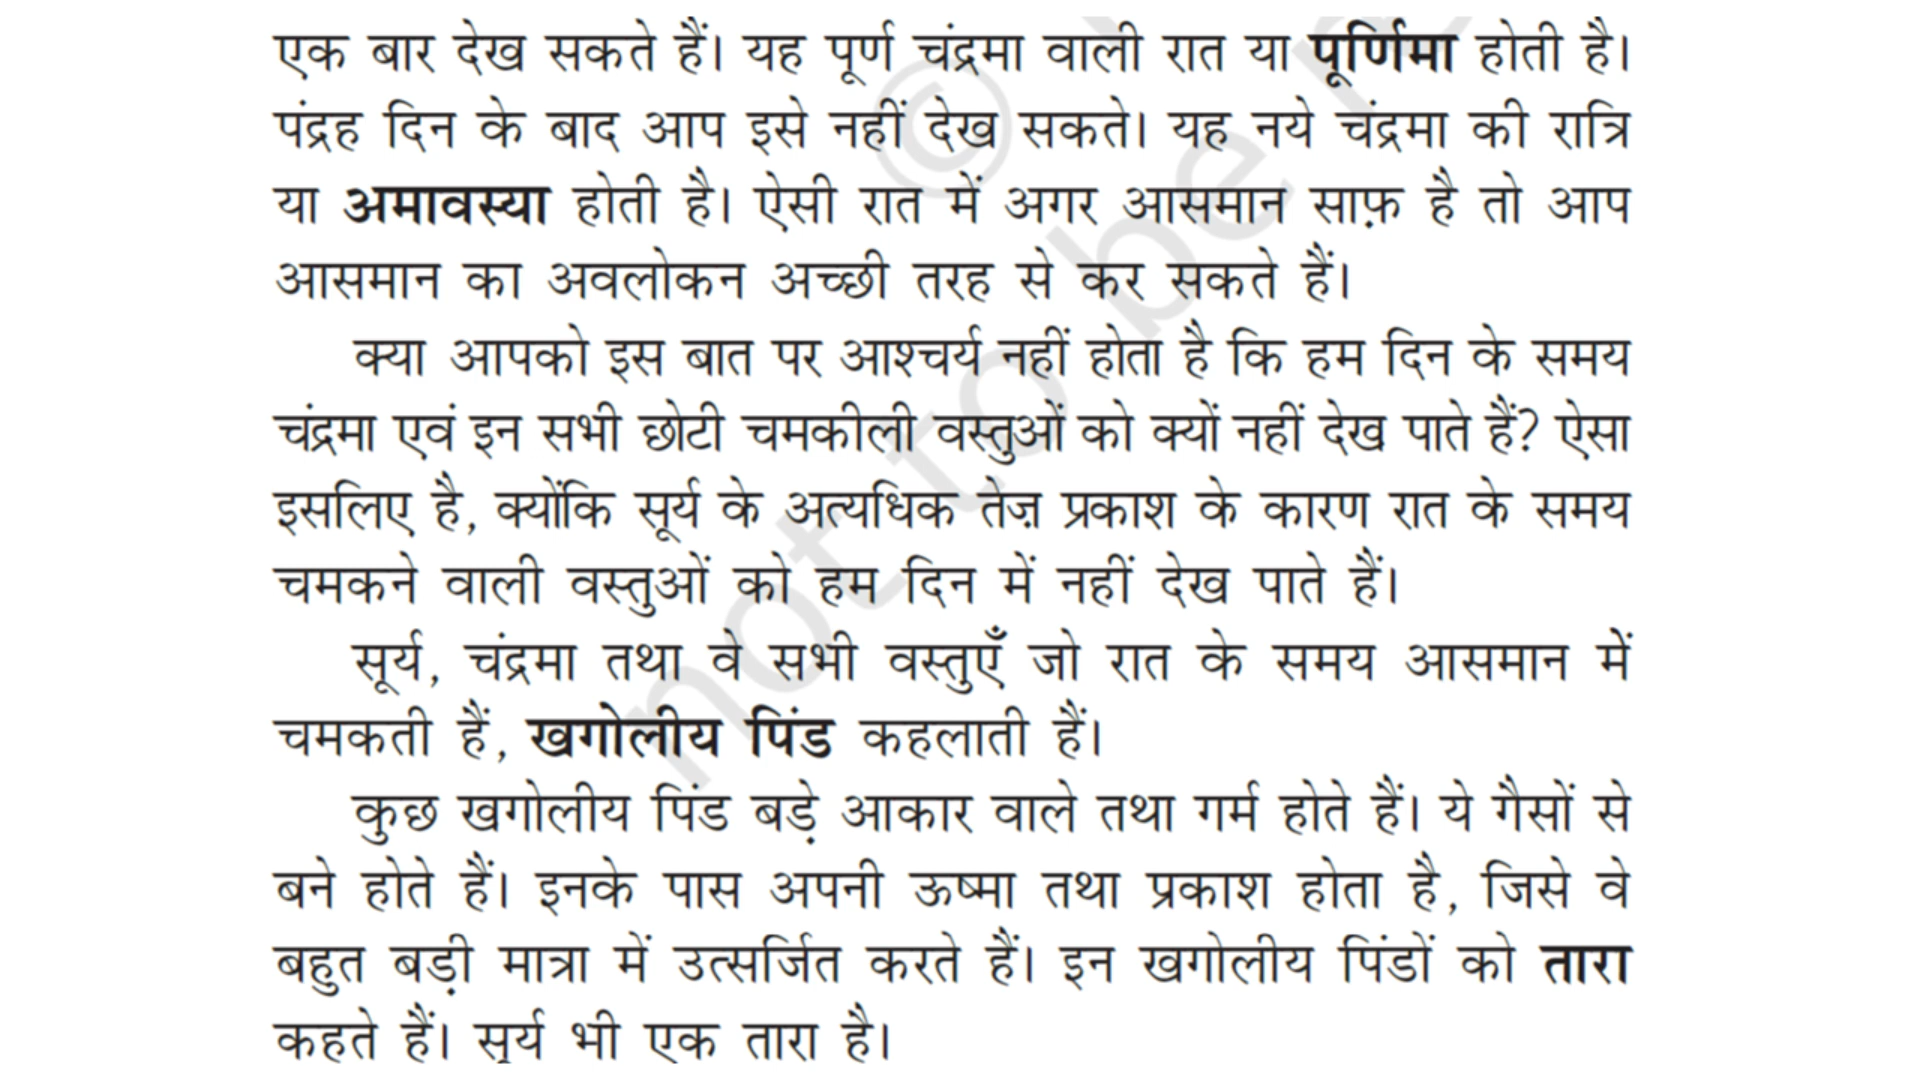 एक बार देख सकते हैं। यह पूर्ण चंद्रमा वाली रात या पूर्णिमा होती है।
पंद्रह दिन के बाद आप इसे नहीं देख सकते। यह नये चंद्रमा की रात्रि
या अमावस्या होती है। ऐसी रात में अगर आसमान साफ़ है तो आप
आसमान का अवलोकन अच्छी तरह से कर सकते हैं।
क्या आपको इस बात पर आश्चर्य नहीं होता है कि हम दिन के समय
चंद्रमा एवं इन सभी छोटी चमकीली वस्तुओं को क्यों नहीं देख पाते हैं? ऐसा
इसलिए है, क्योंकि सूर्य के अत्यधिक तेज़ प्रकाश के कारण रात के समय
चमकने वाली वस्तुओं को हम दिन में नहीं देख पाते हैं।
सूर्य, चंद्रमा तथा वे सभी वस्तुएँ जो रात के समय आसमान में
चमकती हैं, खगोलीय पिंड कहलाती हैं।
कुछ खगोलीय पिंड बड़े आकार वाले तथा गर्म होते हैं। ये गैसों से
बने होते हैं। इनके पास अपनी ऊष्मा तथा प्रकाश होता है, जिसे वे
बहुत बड़ी मात्रा में उत्सर्जित करते हैं। इन खगोलीय पिंडों को तारा
कहते हैं। सूर्य भी एक तारा है।
©
not to be